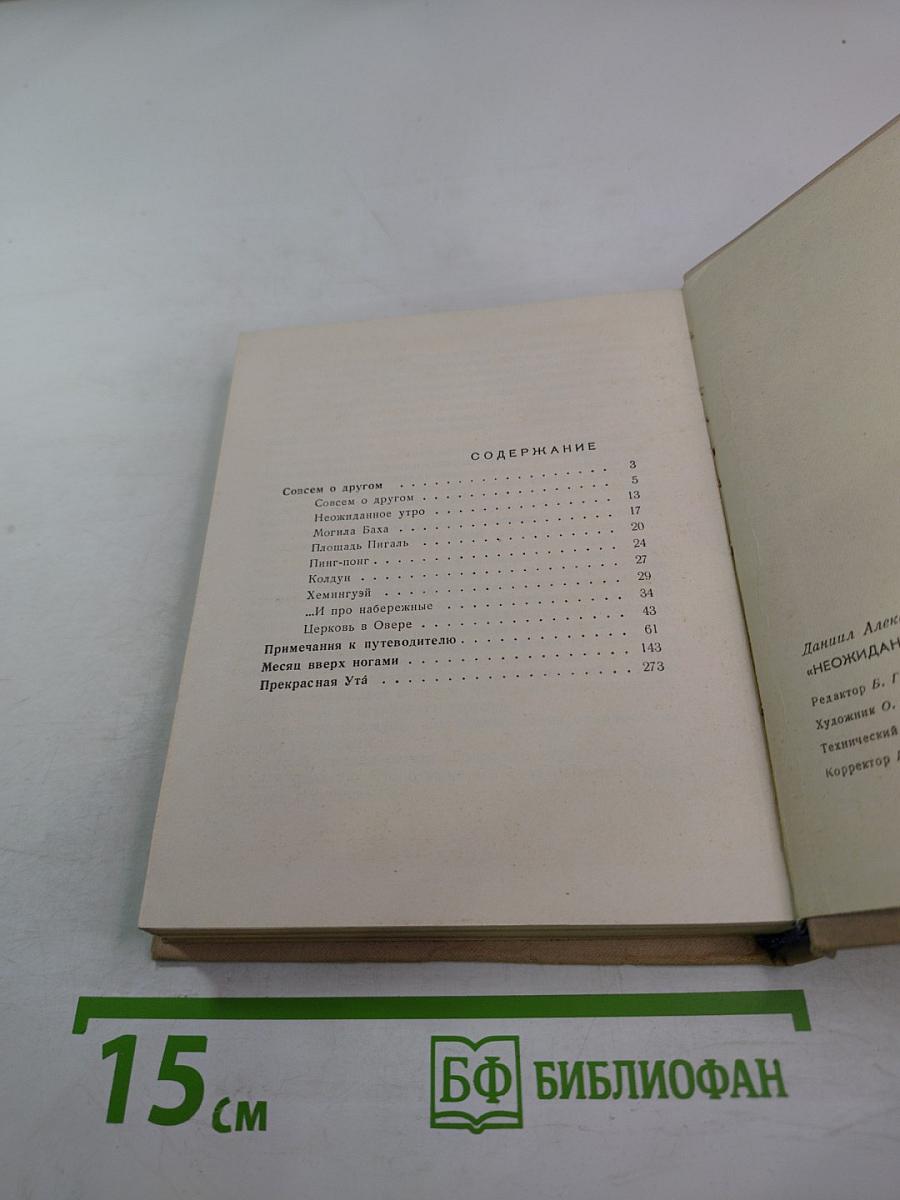 СОДЕРЖАНИЕ
Совсем о другом . . . . . . . . . . . . . . . . 3
Совсем о другом . . . . . . . . . . . . . . 5
Неожиданное утро . . . . . . . . . . . . . 13
Могила Баха . . . . . . . . . . . . . . . 17
Площадь Пигаль . . . . . . . . . . . . . . 20
Пинг-понг . . . . . . . . . . . . . . . . 24
Колдун . . . . . . . . . . . . . . . . . 27
Хемингуэй . . . . . . . . . . . . . . . . 29
...И про набережные . . . . . . . . . . . . 34
Церковь в Овере . . . . . . . . . . . . . . 43
Примечания к путеводителю . . . . . . . . . . . . 61
Месяц вверх ногами . . . . . . . . . . . . . . . 143
Прекрасная Утá . . . . . . . . . . . . . . . . . 273
Даниил Алекс
«НЕОЖИДАН
Редактор Б. Г
Художник О.
Технический
Корректор
15 см
БФ БИБЛИОФАН